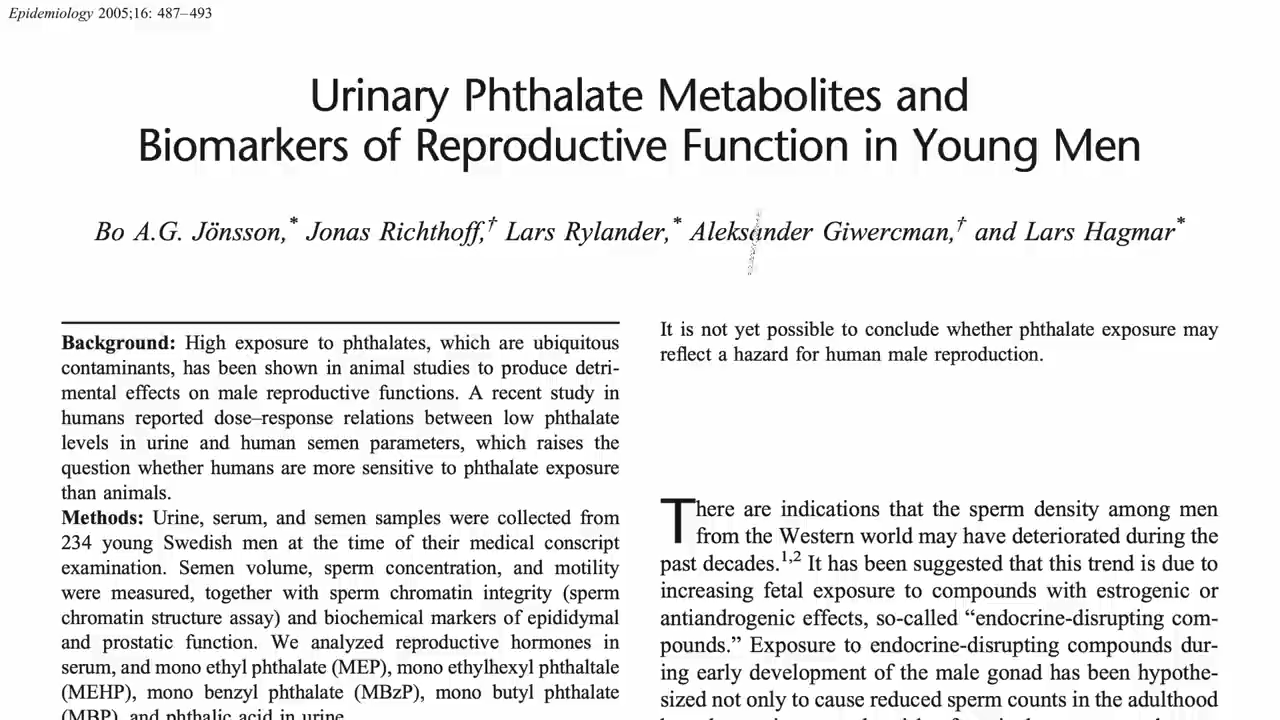 Epidemiology 2005;16: 487–493
Urinary Phthalate Metabolites and
Biomarkers of Reproductive Function in Young Men
Bo A.G. Jönsson,* Jonas Richthoff,† Lars Rylander,* Aleksander Giwercman,† and Lars Hagmar*
Background: High exposure to phthalates, which are ubiquitous
contaminants, has been shown in animal studies to produce detri-
mental effects on male reproductive functions. A recent study in
humans reported dose–response relations between low phthalate
levels in urine and human semen parameters, which raises the
question whether humans are more sensitive to phthalate exposure
than animals.
Methods: Urine, serum, and semen samples were collected from
234 young Swedish men at the time of their medical conscript
examination. Semen volume, sperm concentration, and motility
were measured, together with sperm chromatin integrity (sperm
chromatin structure assay) and biochemical markers of epididymal
and prostatic function. We analyzed reproductive hormones in
serum, and mono ethyl phthalate (MEP), mono ethylhexyl phthaltale
(MEHP), mono benzyl phthalate (MBzP), mono butyl phthalate
(MBP), and phthalic acid in urine.
It is not yet possible to conclude whether phthalate exposure may
reflect a hazard for human male reproduction.
There are indications that the sperm density among men
from the Western world may have deteriorated during the
past decades.1,2 It has been suggested that this trend is due to
increasing fetal exposure to compounds with estrogenic or
antiandrogenic effects, so-called “endocrine-disrupting com-
pounds.” Exposure to endocrine-disrupting compounds dur-
ing early development of the male gonad has been hypothe-
sized not only to cause reduced sperm counts in the adulthood